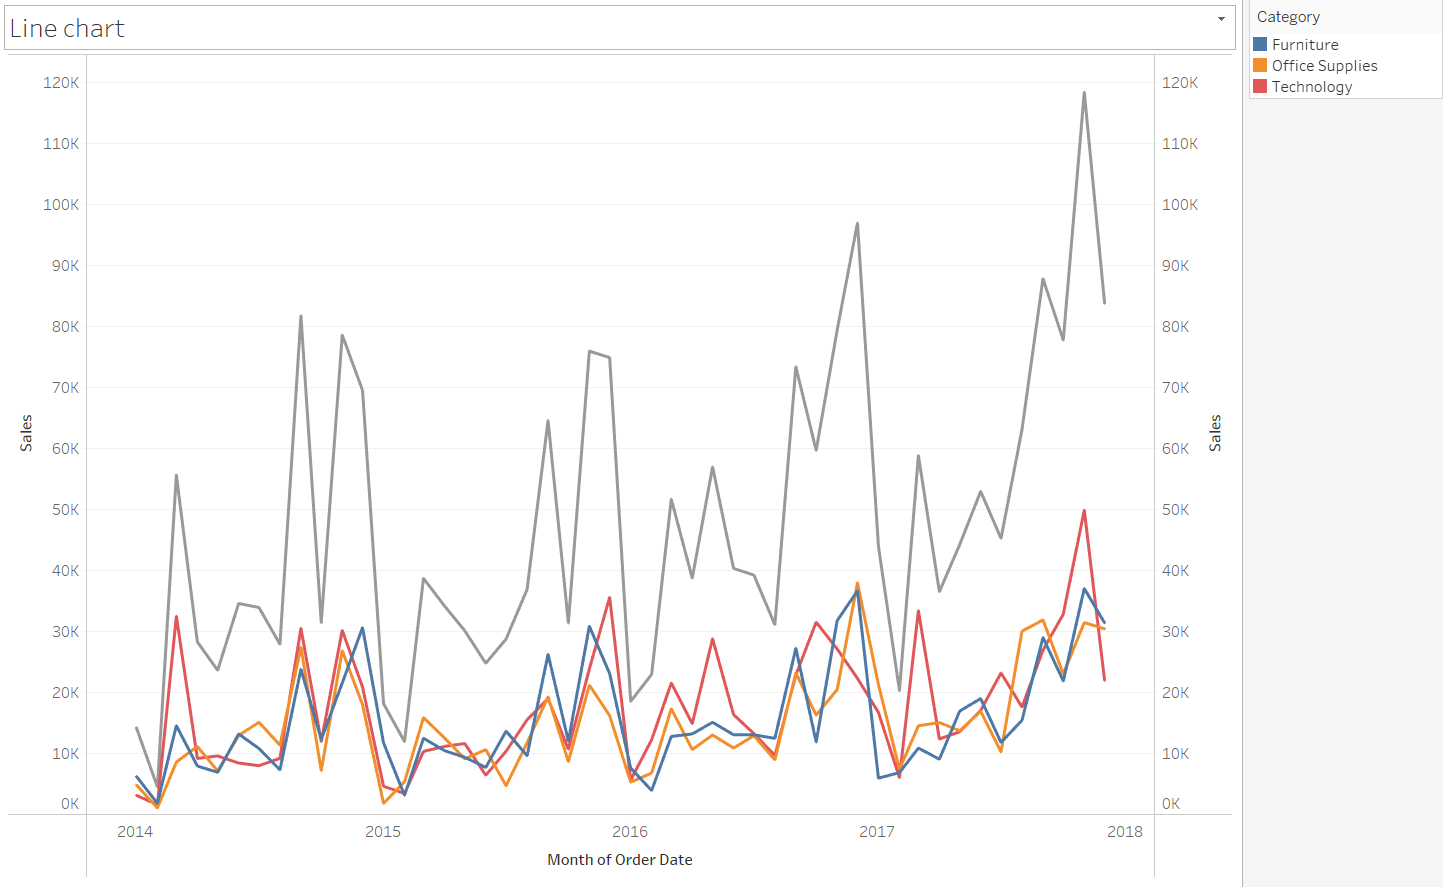 Line chart
Category
Furniture
Office Supplies
Technology
120K
110K
100K
90K
80K
70K
60K
50K
40K
30K
20K
10K
0K
Sales
120K
110K
100K
90K
80K
70K
60K
50K
40K
30K
20K
10K
0K
Sales
2014 2015 2016 2017 2018
Month of Order Date